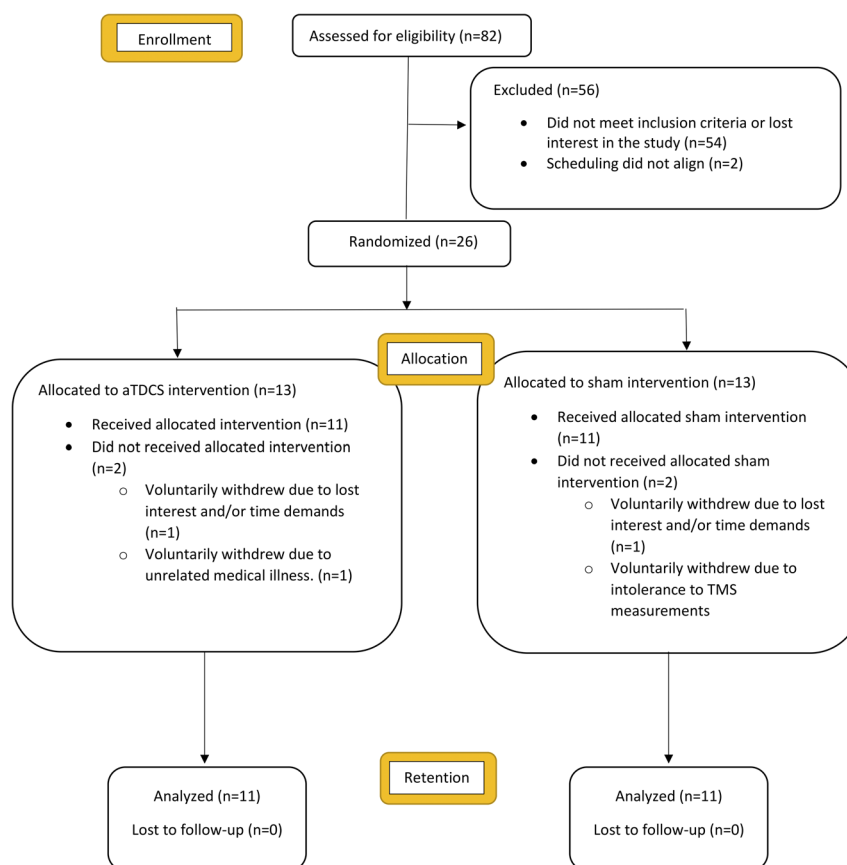 Enrollment
Assessed for eligibility (n=82)
Excluded (n=56)
• Did not meet inclusion criteria or lost
interest in the study (n=54)
• Scheduling did not align (n=2)
Randomized (n=26)
Allocation
Allocated to aTDCS intervention (n=13)
• Received allocated intervention (n=11)
• Did not received allocated intervention
(n=2)
o Voluntarily withdrew due to lost
interest and/or time demands
(n=1)
o Voluntarily withdrew due to
unrelated medical illness. (n=1)
Allocated to sham intervention (n=13)
• Received allocated sham intervention
(n=11)
• Did not received allocated sham
intervention (n=2)
o Voluntarily withdrew due to lost
interest and/or time demands
(n=1)
o Voluntarily withdrew due to
intolerance to TMS
measurements
Retention
Analyzed (n=11)
Lost to follow-up (n=0)
Analyzed (n=11)
Lost to follow-up (n=0)